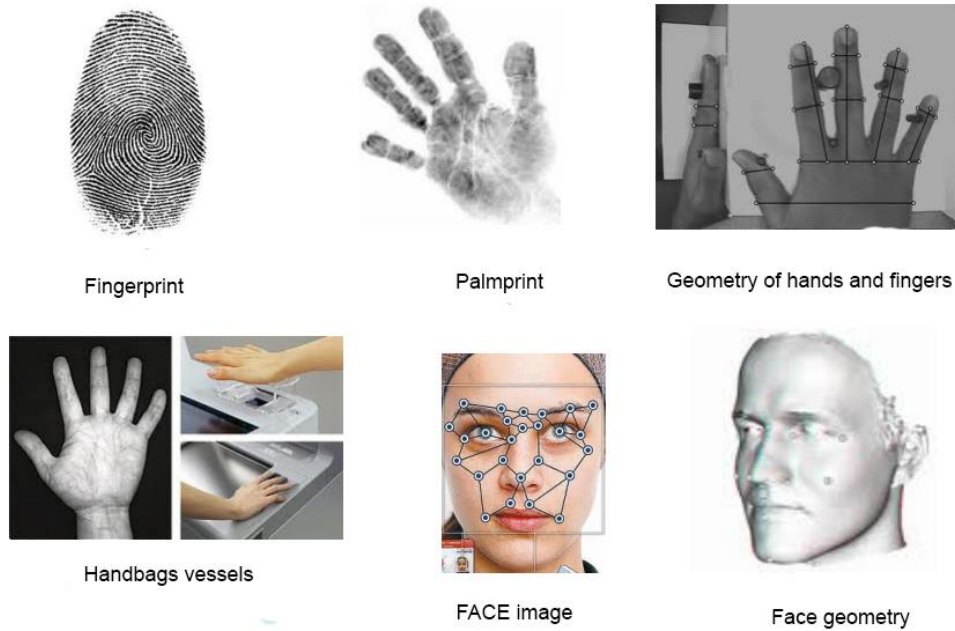 Fingerprint
Palmprint
Geometry of hands and fingers
Handbags vessels
FACE image
Face geometry